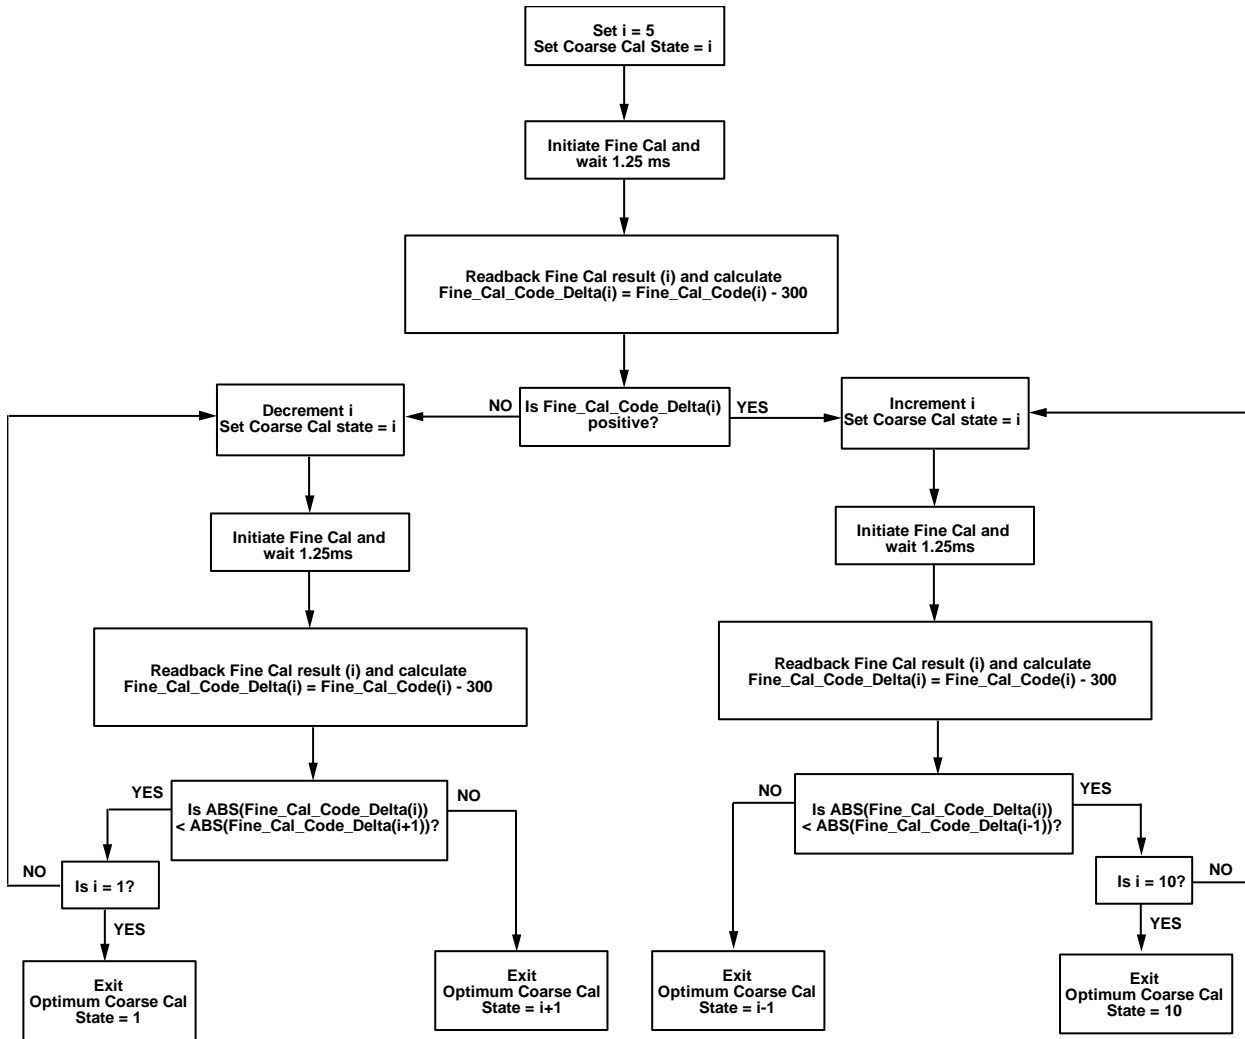 Set i = 5
Set Coarse Cal State = i
Initiate Fine Cal and
wait 1.25 ms
Readback Fine Cal result (i) and calculate
Fine_Cal_Code_Delta(i) = Fine_Cal_Code(i) - 300
Is Fine_Cal_Code_Delta(i)
positive?
NO
YES
Decrement i
Set Coarse Cal state = i
Initiate Fine Cal and
wait 1.25ms
Readback Fine Cal result (i) and calculate
Fine_Cal_Code_Delta(i) = Fine_Cal_Code(i) - 300
Is ABS(Fine_Cal_Code_Delta(i))
< ABS(Fine_Cal_Code_Delta(i+1))?
YES
NO
Is i = 1?
NO
YES
Exit
Optimum Coarse Cal
State = 1
Exit
Optimum Coarse Cal
State = i+1
Increment i
Set Coarse Cal state = i
Initiate Fine Cal and
wait 1.25ms
Readback Fine Cal result (i) and calculate
Fine_Cal_Code_Delta(i) = Fine_Cal_Code(i) - 300
Is ABS(Fine_Cal_Code_Delta(i))
< ABS(Fine_Cal_Code_Delta(i-1))?
NO
YES
Is i = 10?
NO
YES
Exit
Optimum Coarse Cal
State = i-1
Exit
Optimum Coarse Cal
State = 10